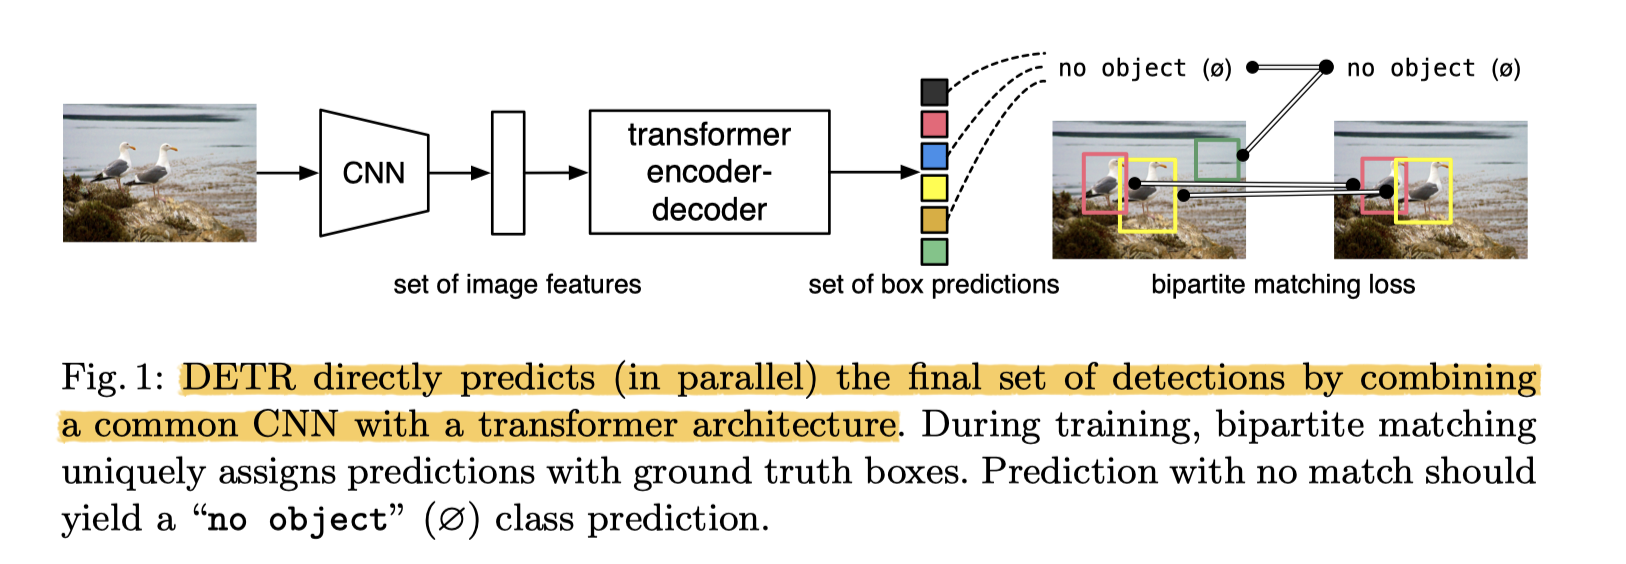 no object (ø)
no object (ø)
CNN
transformer
encoder-
decoder
set of image features
set of box predictions
bipartite matching loss
Fig. 1: DETR directly predicts (in parallel) the final set of detections by combining
a common CNN with a transformer architecture. During training, bipartite matching
uniquely assigns predictions with ground truth boxes. Prediction with no match should
yield a “no object” (∅) class prediction.